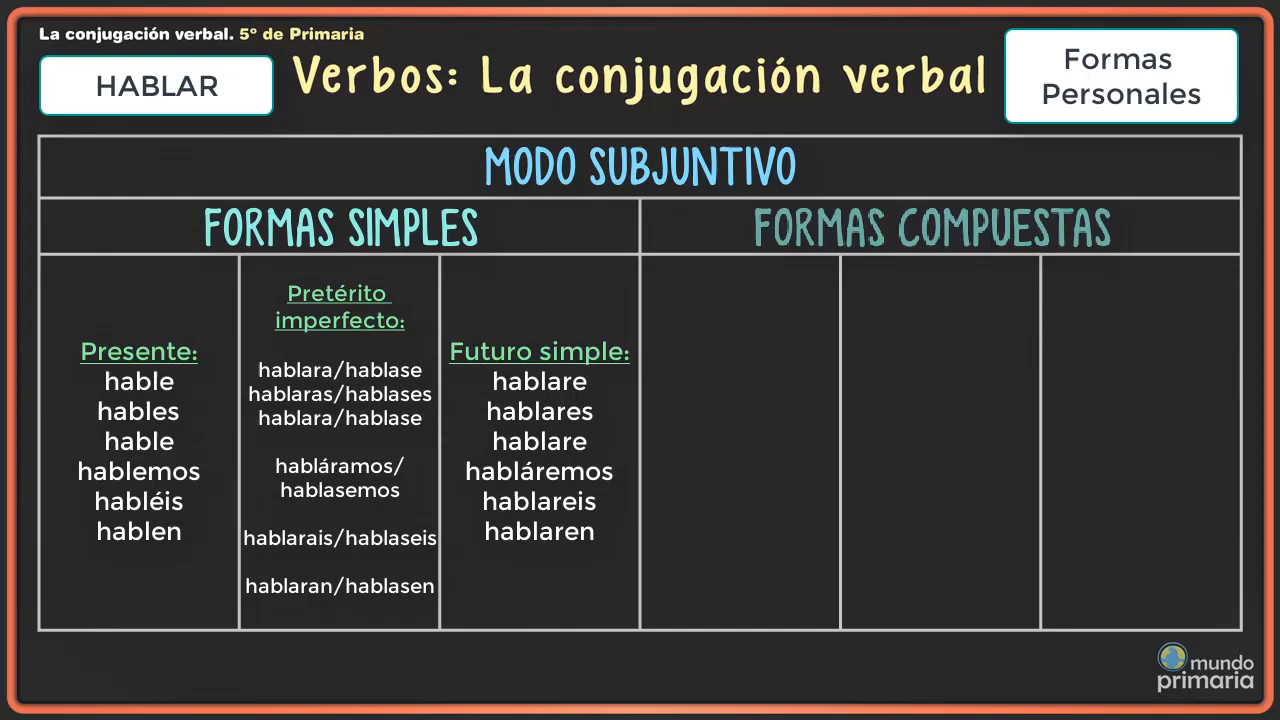 La conjugación verbal. 5º de Primaria
HABLAR
Verbos: La conjugación verbal
Formas
Personales
MODO SUBJUNTIVO
FORMAS SIMPLES
FORMAS COMPUESTAS
Presente:
hable
hables
hable
hablemos
habléis
hablen
Pretérito
imperfecto:
hablara/hablase
hablaras/hablases
hablara/hablase
habláramos/
hablasemos
hablarais/hablaseis
hablaran/hablasen
Futuro simple:
hablare
hablares
hablare
habláremos
hablareis
hablaren
mundo
primaria